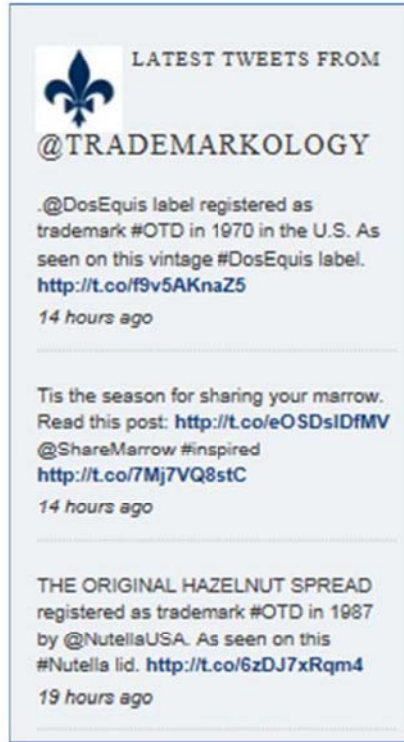 LATEST TWEETS FROM
@TRADEMARKOLOGY
.@DosEquis label registered as
trademark #OTD in 1970 in the U.S. As
seen on this vintage #DosEquis label.
http://t.co/f9v5AKnaZ5
14 hours ago
Tis the season for sharing your marrow.
Read this post: http://t.co/eOSDsIDfMV
@ShareMarrow #inspired
http://t.co/7Mj7VQ8stC
14 hours ago
THE ORIGINAL HAZELNUT SPREAD
registered as trademark #OTD in 1987
by @NutellaUSA. As seen on this
#Nutella lid. http://t.co/6zDJ7xRqm4
19 hours ago